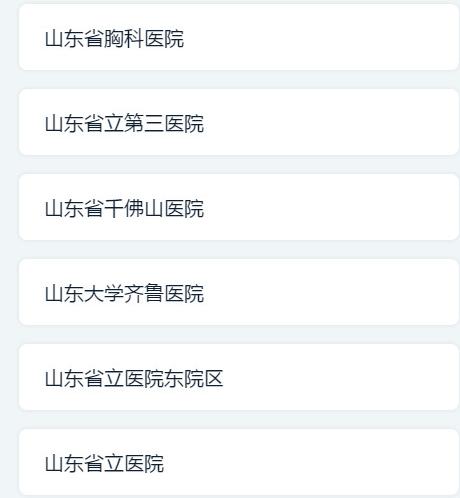 山东省胸科医院
山东省立第三医院
山东省千佛山医院
山东大学齐鲁医院
山东省立医院东院区
山东省立医院